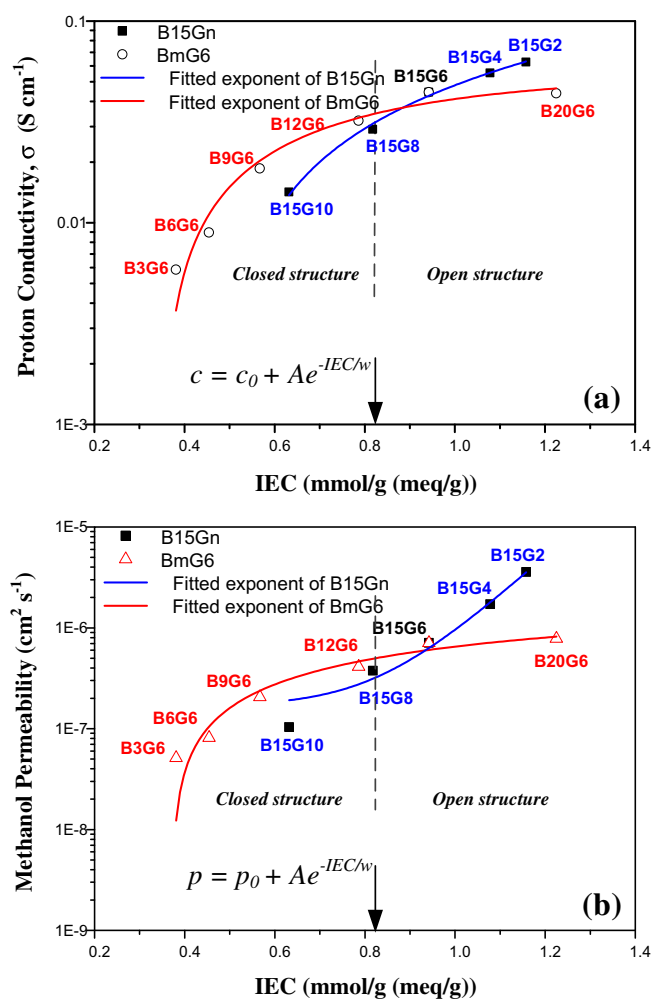 0.1
B15Gn
BmG6
Fitted exponent of B15Gn
Fitted exponent of BmG6
B15G4
B15G2
B15G6
B12G6
B20G6
B15G8
B9G6
B15G10
0.01
B6G6
B3G6
Closed structure
Open structure
c = c0 + Ae-IEC/w
(a)
1E-3
0.2 0.4 0.6 0.8 1.0 1.2 1.4
Proton Conductivity, σ (S cm-1)
IEC (mmol/g (meq/g))
1E-5
B15Gn
BmG6
Fitted exponent of B15Gn
Fitted exponent of BmG6
B15G2
B15G4
1E-6
B15G6
B12G6
B20G6
B9G6
B15G8
B6G6
B15G10
1E-7
B3G6
Closed structure
Open structure
1E-8
p = p0 + Ae-IEC/w
(b)
1E-9
0.2 0.4 0.6 0.8 1.0 1.2 1.4
Methanol Permeability (cm2 s-1)
IEC (mmol/g (meq/g))